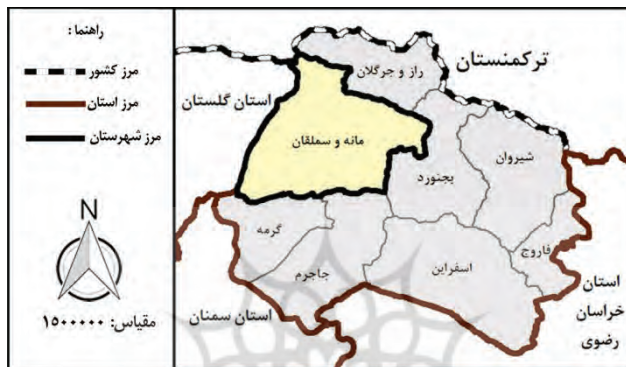 راهنما :
مرز کشور
مرز استان
مرز شهرستان
N
مقیاس: ۱۵۰۰۰۰۰
ترکمنستان
راز و جرگلان
استان گلستان
مانه و سملقان
شیروان
بجنورد
گرمه
فاروج
اسفراین
جاجرم
استان
خراسان
رضوی
استان سمنان